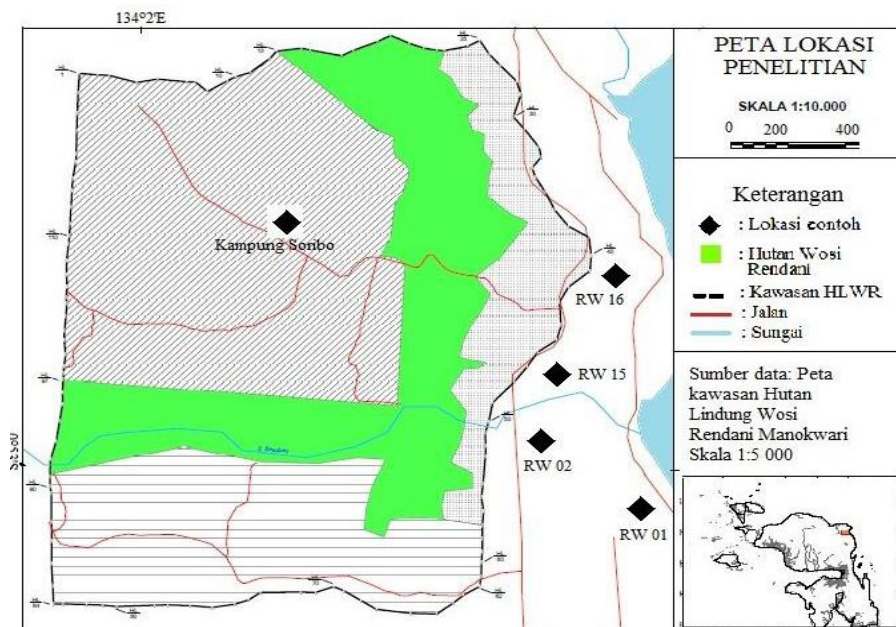 134°2'E
PETA LOKASI
PENELITIAN
SKALA 1:10.000
0 200 400
Keterangan
: Lokasi contoh
: Hutan Wosi
Rendani
: Kawasan HLWR
: Jalan
: Sungai
Sumber data: Peta
kawasan Hutan
Lindung Wosi
Rendani Manokwari
Skala 1:5 000
Kampung Soribo
RW 16
RW 15
RW 02
RW 01